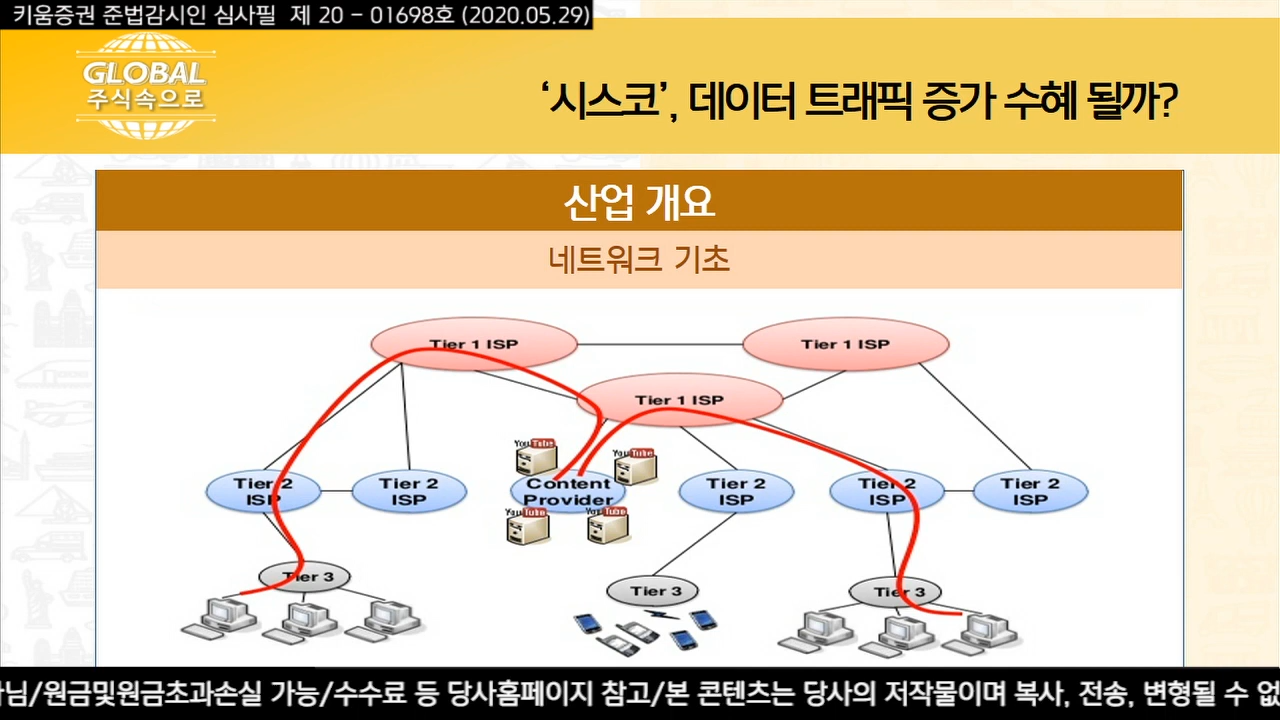 키움증권 준법감시인 심사필 제 20 - 01698호 (2020.05.29)
GLOBAL
주식속으로
‘시스코’, 데이터 트래픽 증가 수혜 될까?
산업 개요
네트워크 기초
Tier 1 ISP
Tier 1 ISP
Tier 1 ISP
YouTube
YouTube
Tier 2
ISP
Tier 2
ISP
Content
Provider
Tier 2
ISP
Tier 2
ISP
Tier 2
ISP
YouTube
YouTube
Tier 3
Tier 3
Tier 3
님/원금및원금초과손실 가능/수수료 등 당사홈페이지 참고/본 콘텐츠는 당사의 저작물이며 복사, 전송, 변형될 수 없